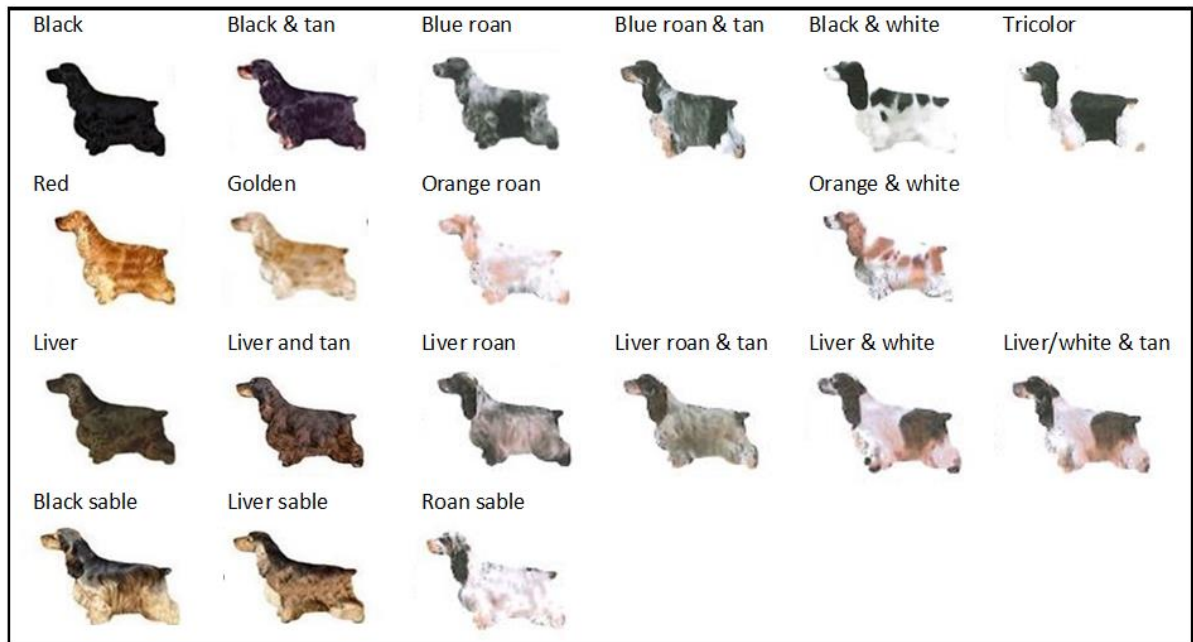 Black
Black & tan
Blue roan
Blue roan & tan
Black & white
Tricolor
Red
Golden
Orange roan
Orange & white
Liver
Liver and tan
Liver roan
Liver roan & tan
Liver & white
Liver/white & tan
Black sable
Liver sable
Roan sable